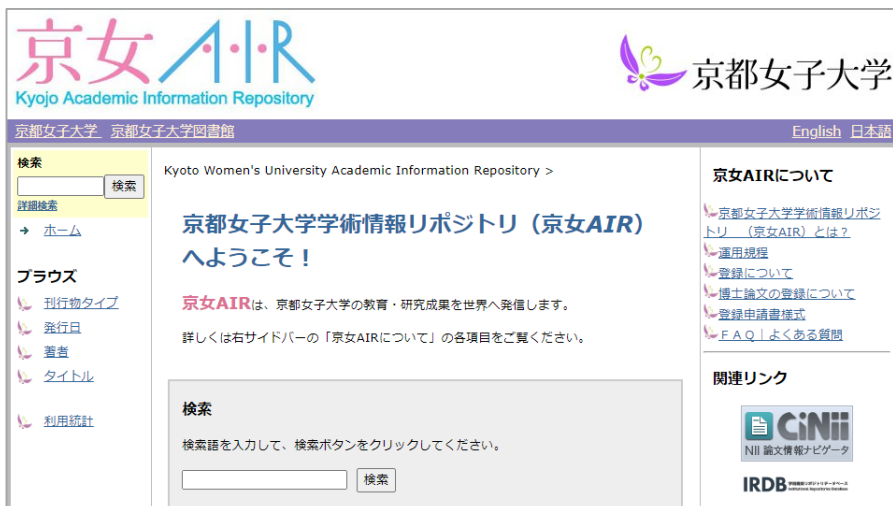 京女A・I・R
Kyojo Academic Information Repository
京都女子大学
京都女子大学 京都女子大学図書館
English 日本語
検索
検索
詳細検索
ホーム
ブラウズ
刊行物タイプ
発行日
著者
タイトル
利用統計
Kyoto Women's University Academic Information Repository >
京都女子大学学術情報リポジトリ（京女AIR）
へようこそ！
京女AIRは、京都女子大学の教育・研究成果を世界へ発信します。
詳しくは右サイドバーの「京女AIRについて」の各項目をご覧ください。
検索
検索語を入力して、検索ボタンをクリックしてください。
検索
京女AIRについて
京都女子大学学術情報リポジ
トリ （京女AIR）とは？
運用規程
登録について
博士論文の登録について
登録申請書様式
ＦＡＱ｜よくある質問
関連リンク
CiNii
NII 論文情報ナビゲータ
IRDB